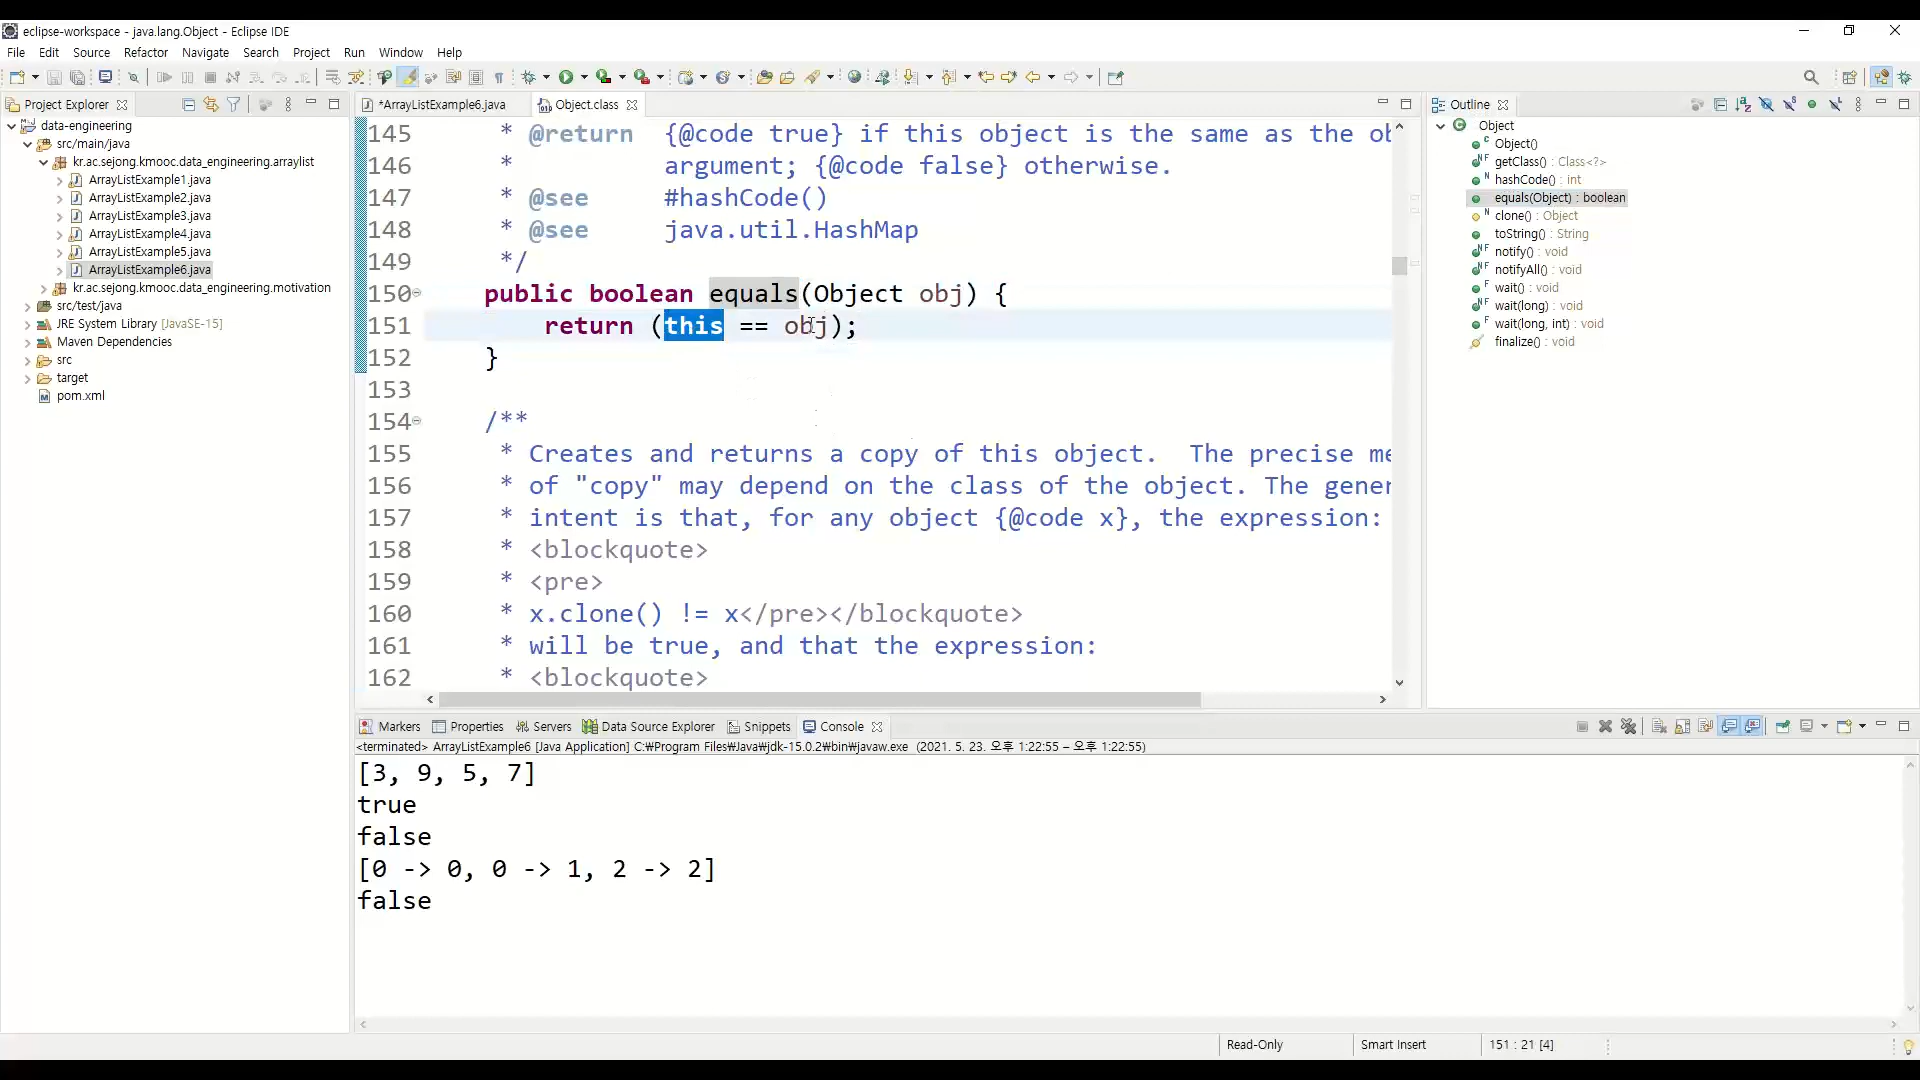 eclipse-workspace - java.lang.Object - Eclipse IDE
File Edit Source Refactor Navigate Search Project Run Window Help
Project Explorer
data-engineering
src/main/java
kr.ac.sejong.kmooc.data_engineering.arraylist
ArrayListExample1.java
ArrayListExample2.java
ArrayListExample3.java
ArrayListExample4.java
ArrayListExample5.java
ArrayListExample6.java
kr.ac.sejong.kmooc.data_engineering.motivation
src/test/java
JRE System Library [JavaSE-15]
Maven Dependencies
src
target
pom.xml
*ArrayListExample6.java Object.class
145 * @return {@code true} if this object is the same as the ob
146 * argument; {@code false} otherwise.
147 * @see #hashCode()
148 * @see java.util.HashMap
149 */
150 public boolean equals(Object obj) {
151 return (this == obj);
152 }
153
154 /**
155 * Creates and returns a copy of this object. The precise me
156 * of "copy" may depend on the class of the object. The gener
157 * intent is that, for any object {@code x}, the expression:
158 * <blockquote>
159 * <pre>
160 * x.clone() != x</pre></blockquote>
161 * will be true, and that the expression:
162 * <blockquote>
Outline
Object
Object()
getClass() : Class<?>
hashCode() : int
equals(Object) : boolean
clone() : Object
toString() : String
notify() : void
notifyAll() : void
wait() : void
wait(long) : void
wait(long, int) : void
finalize() : void
Markers Properties Servers Data Source Explorer Snippets Console
<terminated> ArrayListExample6 [Java Application] C:₩Program Files₩Java₩jdk-15.0.2₩bin₩javaw.exe (2021. 5. 23. 오후 1:22:55 – 오후 1:22:55)
[3, 9, 5, 7]
true
false
[0 -> 0, 0 -> 1, 2 -> 2]
false
Read-Only Smart Insert 151 : 21 [4]